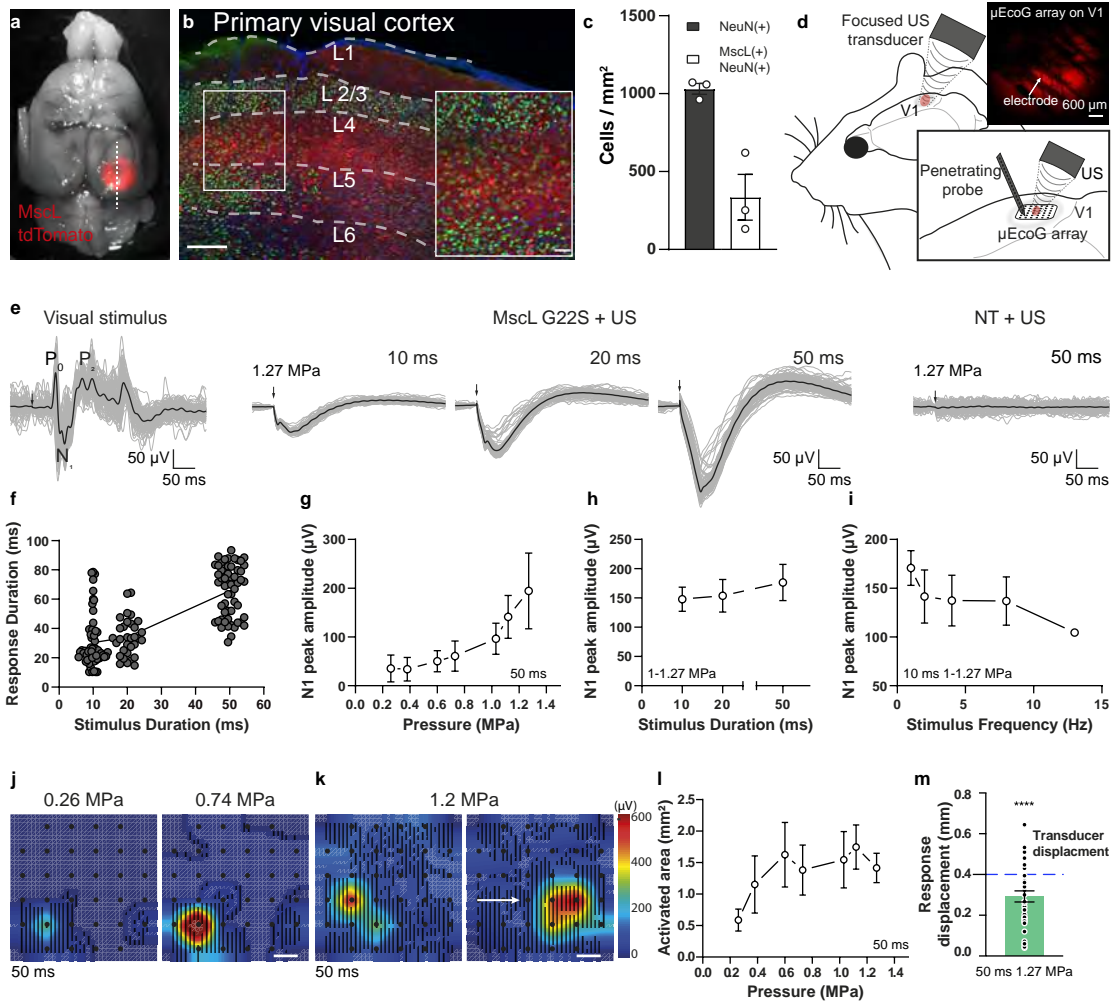 a
MscL
tdTomato
b
Primary visual cortex
L1
L 2/3
L4
L5
L6
c
Cells / mm²
1500
1000
500
0
NeuN(+)
MscL(+)
NeuN(+)
d
Focused US
transducer
V1
µEcoG array on V1
electrode
600 µm
Penetrating
probe
US
V1
µEcoG array
e
Visual stimulus
P₀
P₂
N₁
50 µV
50 ms
MscL G22S + US
1.27 MPa
10 ms
20 ms
50 ms
50 µV
50 ms
NT + US
50 ms
1.27 MPa
50 µV
50 ms
f
Response Duration (ms)
100
80
60
40
20
0
0 10 20 30 40 50 60
Stimulus Duration (ms)
g
N1 peak amplitude (µV)
300
200
100
0
50 ms
0.0 0.2 0.4 0.6 0.8 1.0 1.2 1.4
Pressure (MPa)
h
N1 peak amplitude (µV)
250
200
150
100
50
0
1-1.27 MPa
10 20 50
Stimulus Duration (ms)
i
N1 peak amplitude (µV)
200
150
100
50
10 ms 1-1.27 MPa
0 5 10 15
Stimulus Frequency (Hz)
j
0.26 MPa
0.74 MPa
50 ms
k
1.2 MPa
50 ms
(µV)
600
400
200
0
l
Activated area (mm²)
2.5
2.0
1.5
1.0
0.5
0.0
50 ms
0.0 0.2 0.4 0.6 0.8 1.0 1.2 1.4
Pressure (MPa)
m
Response
displacement (mm)
0.8
0.6
0.4
0.2
0.0
****
Transducer
displacment
50 ms 1.27 MPa